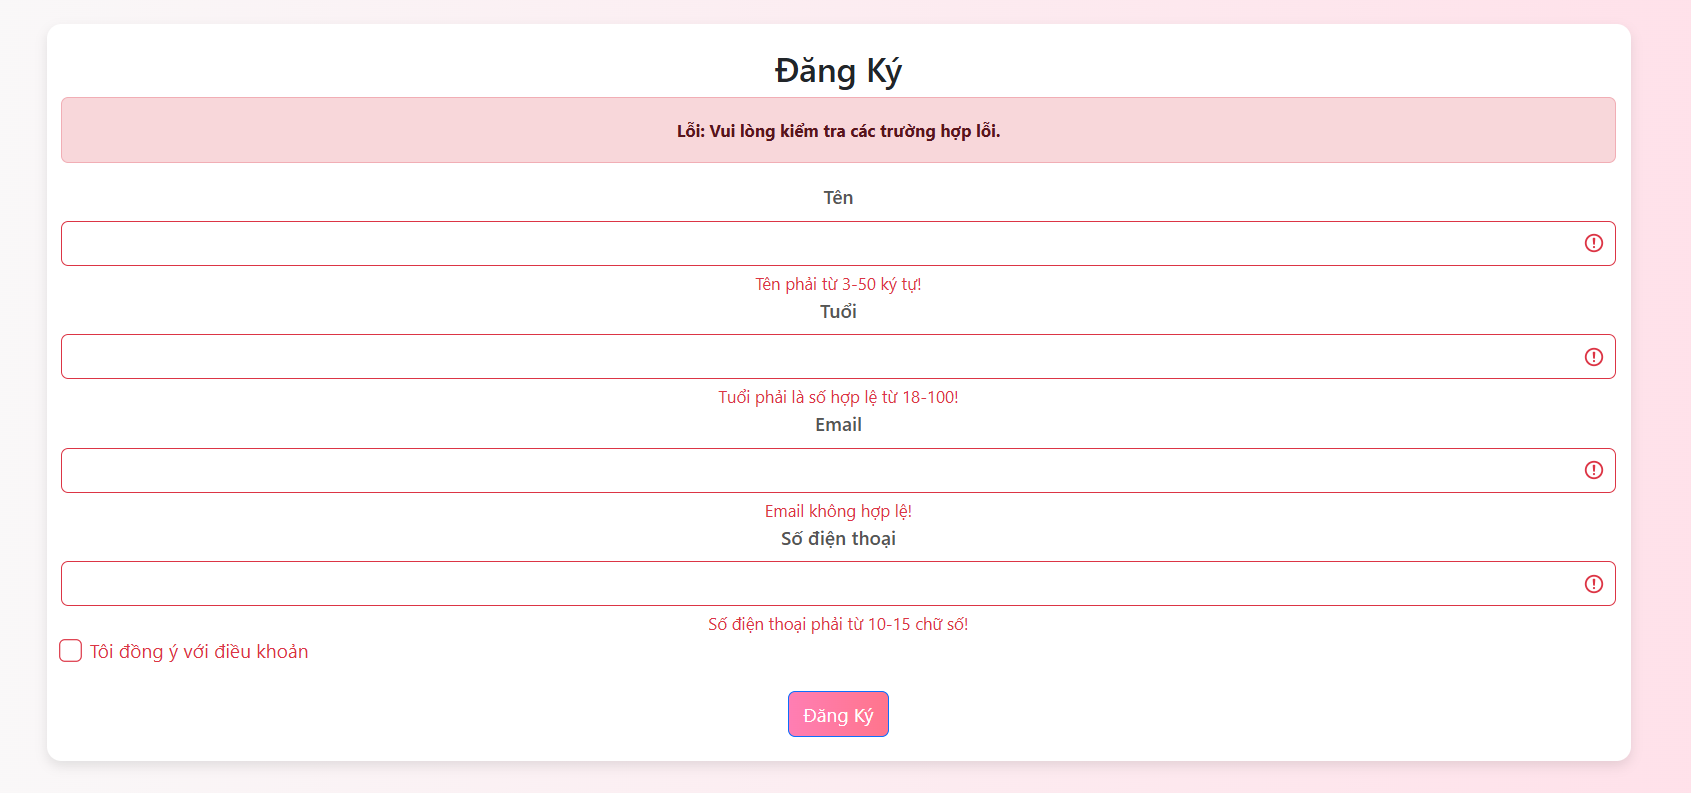 Đăng Ký
Lỗi: Vui lòng kiểm tra các trường hợp lỗi.
Tên
Tên phải từ 3-50 ký tự!
Tuổi
Tuổi phải là số hợp lệ từ 18-100!
Email
Email không hợp lệ!
Số điện thoại
Số điện thoại phải từ 10-15 chữ số!
Tôi đồng ý với điều khoản
Đăng Ký